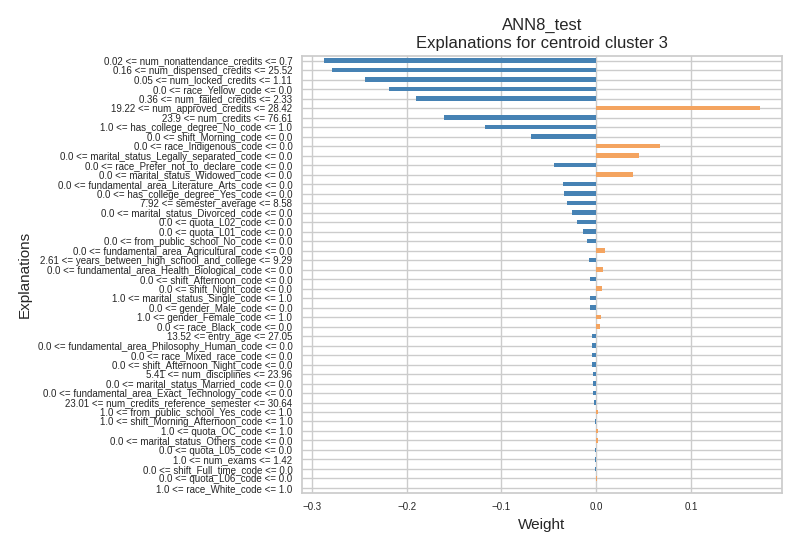 ANN8_test
Explanations for centroid cluster 3
0.02 <= num_nonattendance_credits <= 0.7
0.16 <= num_dispensed_credits <= 25.52
0.05 <= num_locked_credits <= 1.11
0.0 <= race_Yellow_code <= 0.0
0.36 <= num_failed_credits <= 2.33
19.22 <= num_approved_credits <= 28.42
23.9 <= num_credits <= 76.61
1.0 <= has_college_degree_No_code <= 1.0
0.0 <= shift_Morning_code <= 0.0
0.0 <= race_Indigenous_code <= 0.0
0.0 <= marital_status_Legally_separated_code <= 0.0
0.0 <= race_Prefer_not_to_declare_code <= 0.0
0.0 <= marital_status_Widowed_code <= 0.0
0.0 <= fundamental_area_Literature_Arts_code <= 0.0
0.0 <= has_college_degree_Yes_code <= 0.0
7.92 <= semester_average <= 8.58
0.0 <= marital_status_Divorced_code <= 0.0
0.0 <= quota_L02_code <= 0.0
0.0 <= quota_L01_code <= 0.0
0.0 <= from_public_school_No_code <= 0.0
0.0 <= fundamental_area_Agricultural_code <= 0.0
2.61 <= years_between_high_school_and_college <= 9.29
0.0 <= fundamental_area_Health_Biological_code <= 0.0
0.0 <= shift_Afternoon_code <= 0.0
0.0 <= shift_Night_code <= 0.0
1.0 <= marital_status_Single_code <= 1.0
0.0 <= gender_Male_code <= 0.0
1.0 <= gender_Female_code <= 1.0
0.0 <= race_Black_code <= 0.0
13.52 <= entry_age <= 27.05
0.0 <= fundamental_area_Philosophy_Human_code <= 0.0
0.0 <= race_Mixed_race_code <= 0.0
0.0 <= shift_Afternoon_Night_code <= 0.0
5.41 <= num_disciplines <= 23.96
0.0 <= marital_status_Married_code <= 0.0
0.0 <= fundamental_area_Exact_Technology_code <= 0.0
23.01 <= num_credits_reference_semester <= 30.64
1.0 <= from_public_school_Yes_code <= 1.0
1.0 <= shift_Morning_Afternoon_code <= 1.0
1.0 <= quota_OC_code <= 1.0
0.0 <= marital_status_Others_code <= 0.0
0.0 <= quota_L05_code <= 0.0
1.0 <= num_exams <= 1.42
0.0 <= shift_Full_time_code <= 0.0
0.0 <= quota_L06_code <= 0.0
1.0 <= race_White_code <= 1.0
Explanations
−0.3 −0.2 −0.1 0.0 0.1
Weight